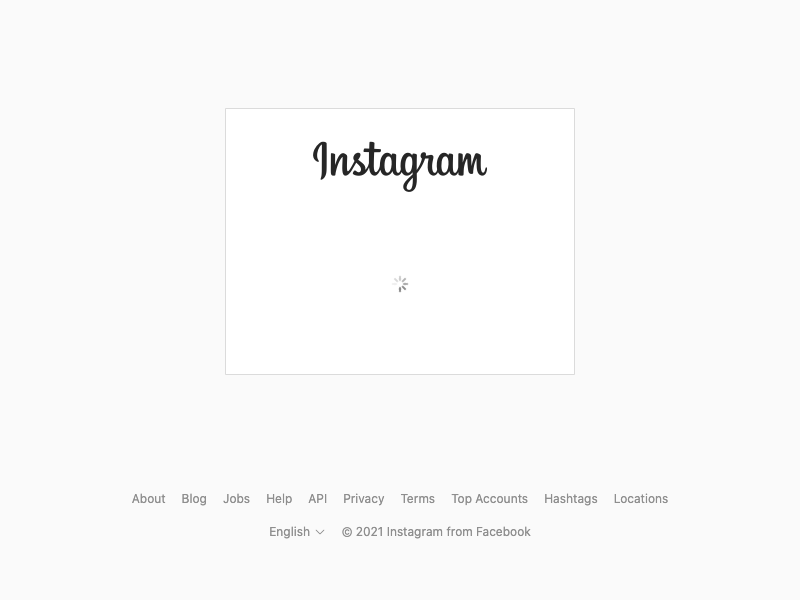 Instagram
About Blog Jobs Help API Privacy Terms Top Accounts Hashtags Locations
English © 2021 Instagram from Facebook